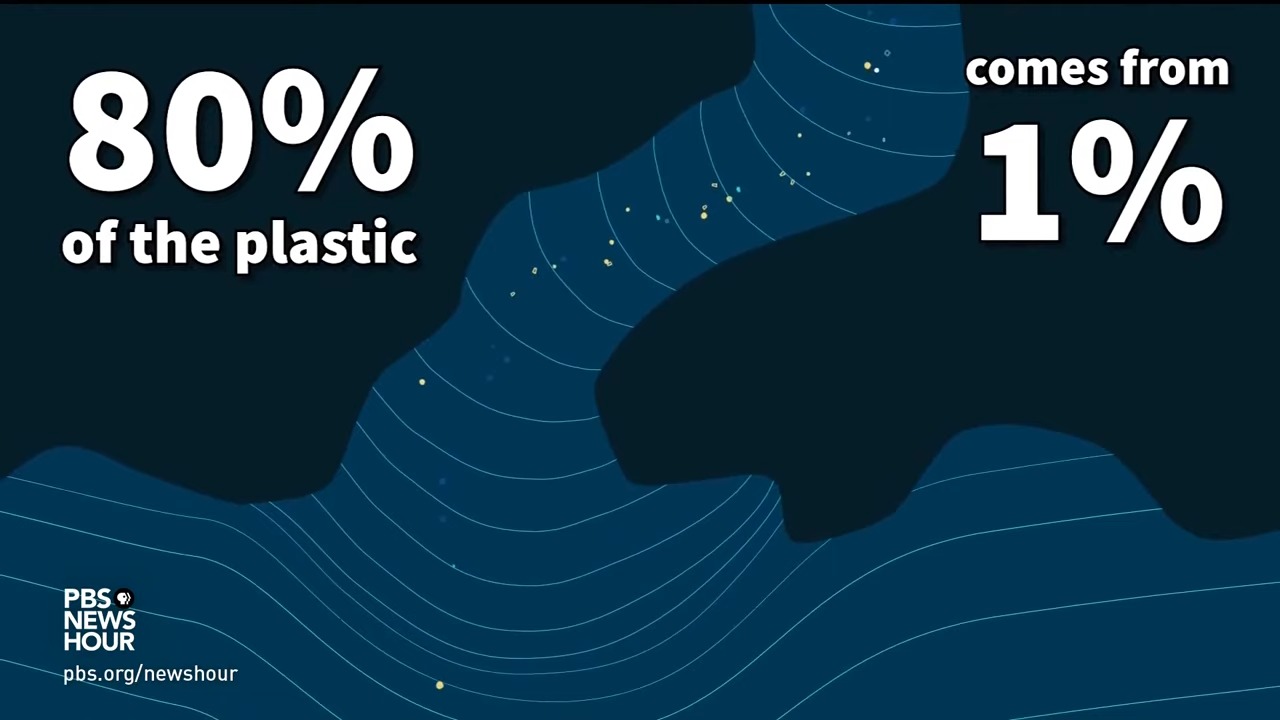 80%
of the plastic
comes from
1%
PBS
NEWS
HOUR
pbs.org/newshour